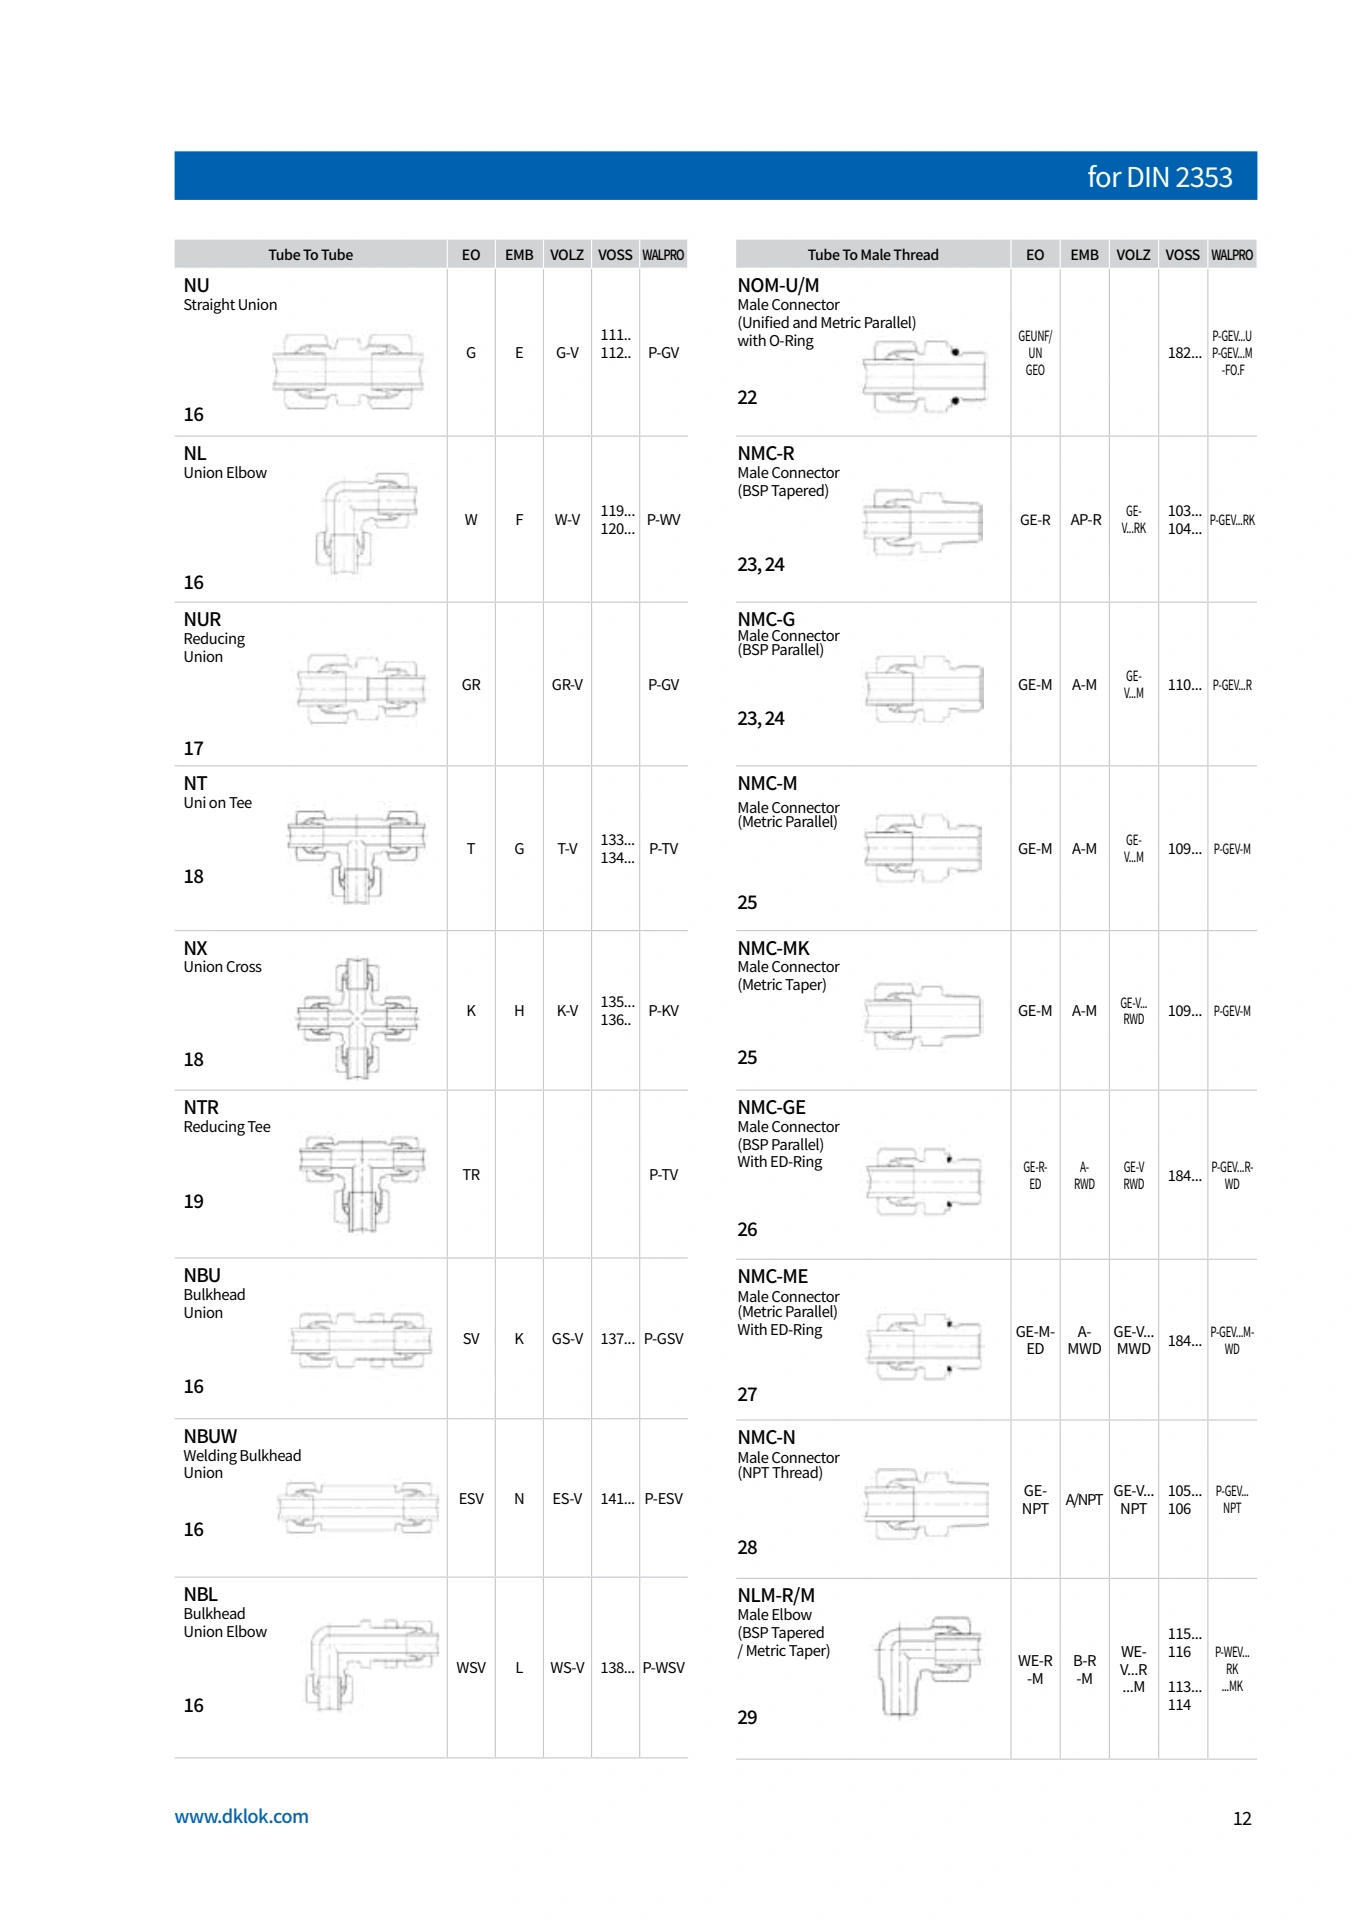 for DIN 2353
Tube To Tube EO EMB VOLZ VOSS WALPRO
NU
Straight Union
111..
G E G-V 112.. P-GV
16
NL
Union Elbow
119...
W F W-V 120... P-WV
16
NUR
Reducing
Union
GR GR-V P-GV
17
NT
Uni on Tee
133...
T G T-V 134... P-TV
18
NX
Union Cross
135...
K H K-V 136.. P-KV
18
NTR
Reducing Tee
TR P-TV
19
NBU
Bulkhead
Union
SV K GS-V 137... P-GSV
16
NBUW
Welding Bulkhead
Union
ESV N ES-V 141... P-ESV
16
NBL
Bulkhead
Union Elbow
WSV L WS-V 138... P-WSV
16
Tube To Male Thread EO EMB VOLZ VOSS WALPRO
NOM-U/M
Male Connector
(Unified and Metric Parallel)
with O-Ring
GEUNF/ P-GEV...U
UN 182... P-GEV...M
GEO -FO.F
22
NMC-R
Male Connector
(BSP Tapered)
GE- 103...
GE-R AP-R V...RK 104... P-GEV...RK
23, 24
NMC-G
Male Connector
(BSP Parallel)
GE-
GE-M A-M V...M 110... P-GEV...R
23, 24
NMC-M
Male Connector
(Metric Parallel)
GE-
GE-M A-M V...M 109... P-GEV-M
25
NMC-MK
Male Connector
(Metric Taper)
GE-V...
GE-M A-M RWD 109... P-GEV-M
25
NMC-GE
Male Connector
(BSP Parallel)
With ED-Ring
GE-R- A- GE-V 184... P-GEV...R-
ED RWD RWD WD
26
NMC-ME
Male Connector
(Metric Parallel)
With ED-Ring
GE-M- A- GE-V... 184... P-GEV...M-
ED MWD MWD WD
27
NMC-N
Male Connector
(NPT Thread)
GE- A/NPT GE-V... 105... P-GEV...
NPT NPT 106 NPT
28
NLM-R/M
Male Elbow
(BSP Tapered
/ Metric Taper)
115...
WE-R B-R WE- 116 P-WEV...
-M -M V...R RK
...M 113... ...MK
114
29
www.dklok.com
12